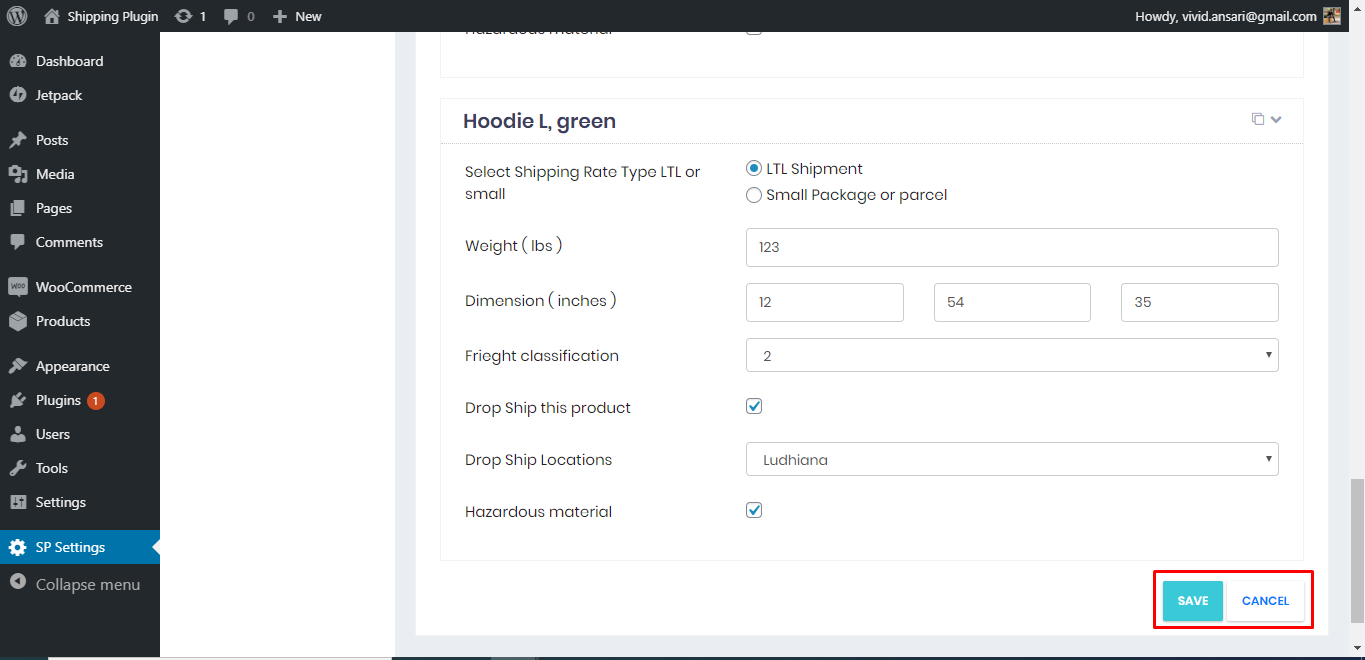 Shipping Plugin 1 0 New Howdy, vivid.ansari@gmail.com
Hazardous material
Dashboard
Jetpack
Posts
Media
Pages
Comments
WooCommerce
Products
Appearance
Plugins 1
Users
Tools
Settings
SP Settings
Collapse menu
Hoodie L, green
Select Shipping Rate Type LTL or
small
LTL Shipment
Small Package or parcel
Weight ( lbs )
123
Dimension ( inches )
12 54 35
Frieght classification
2
Drop Ship this product
Drop Ship Locations
Ludhiana
Hazardous material
SAVE CANCEL